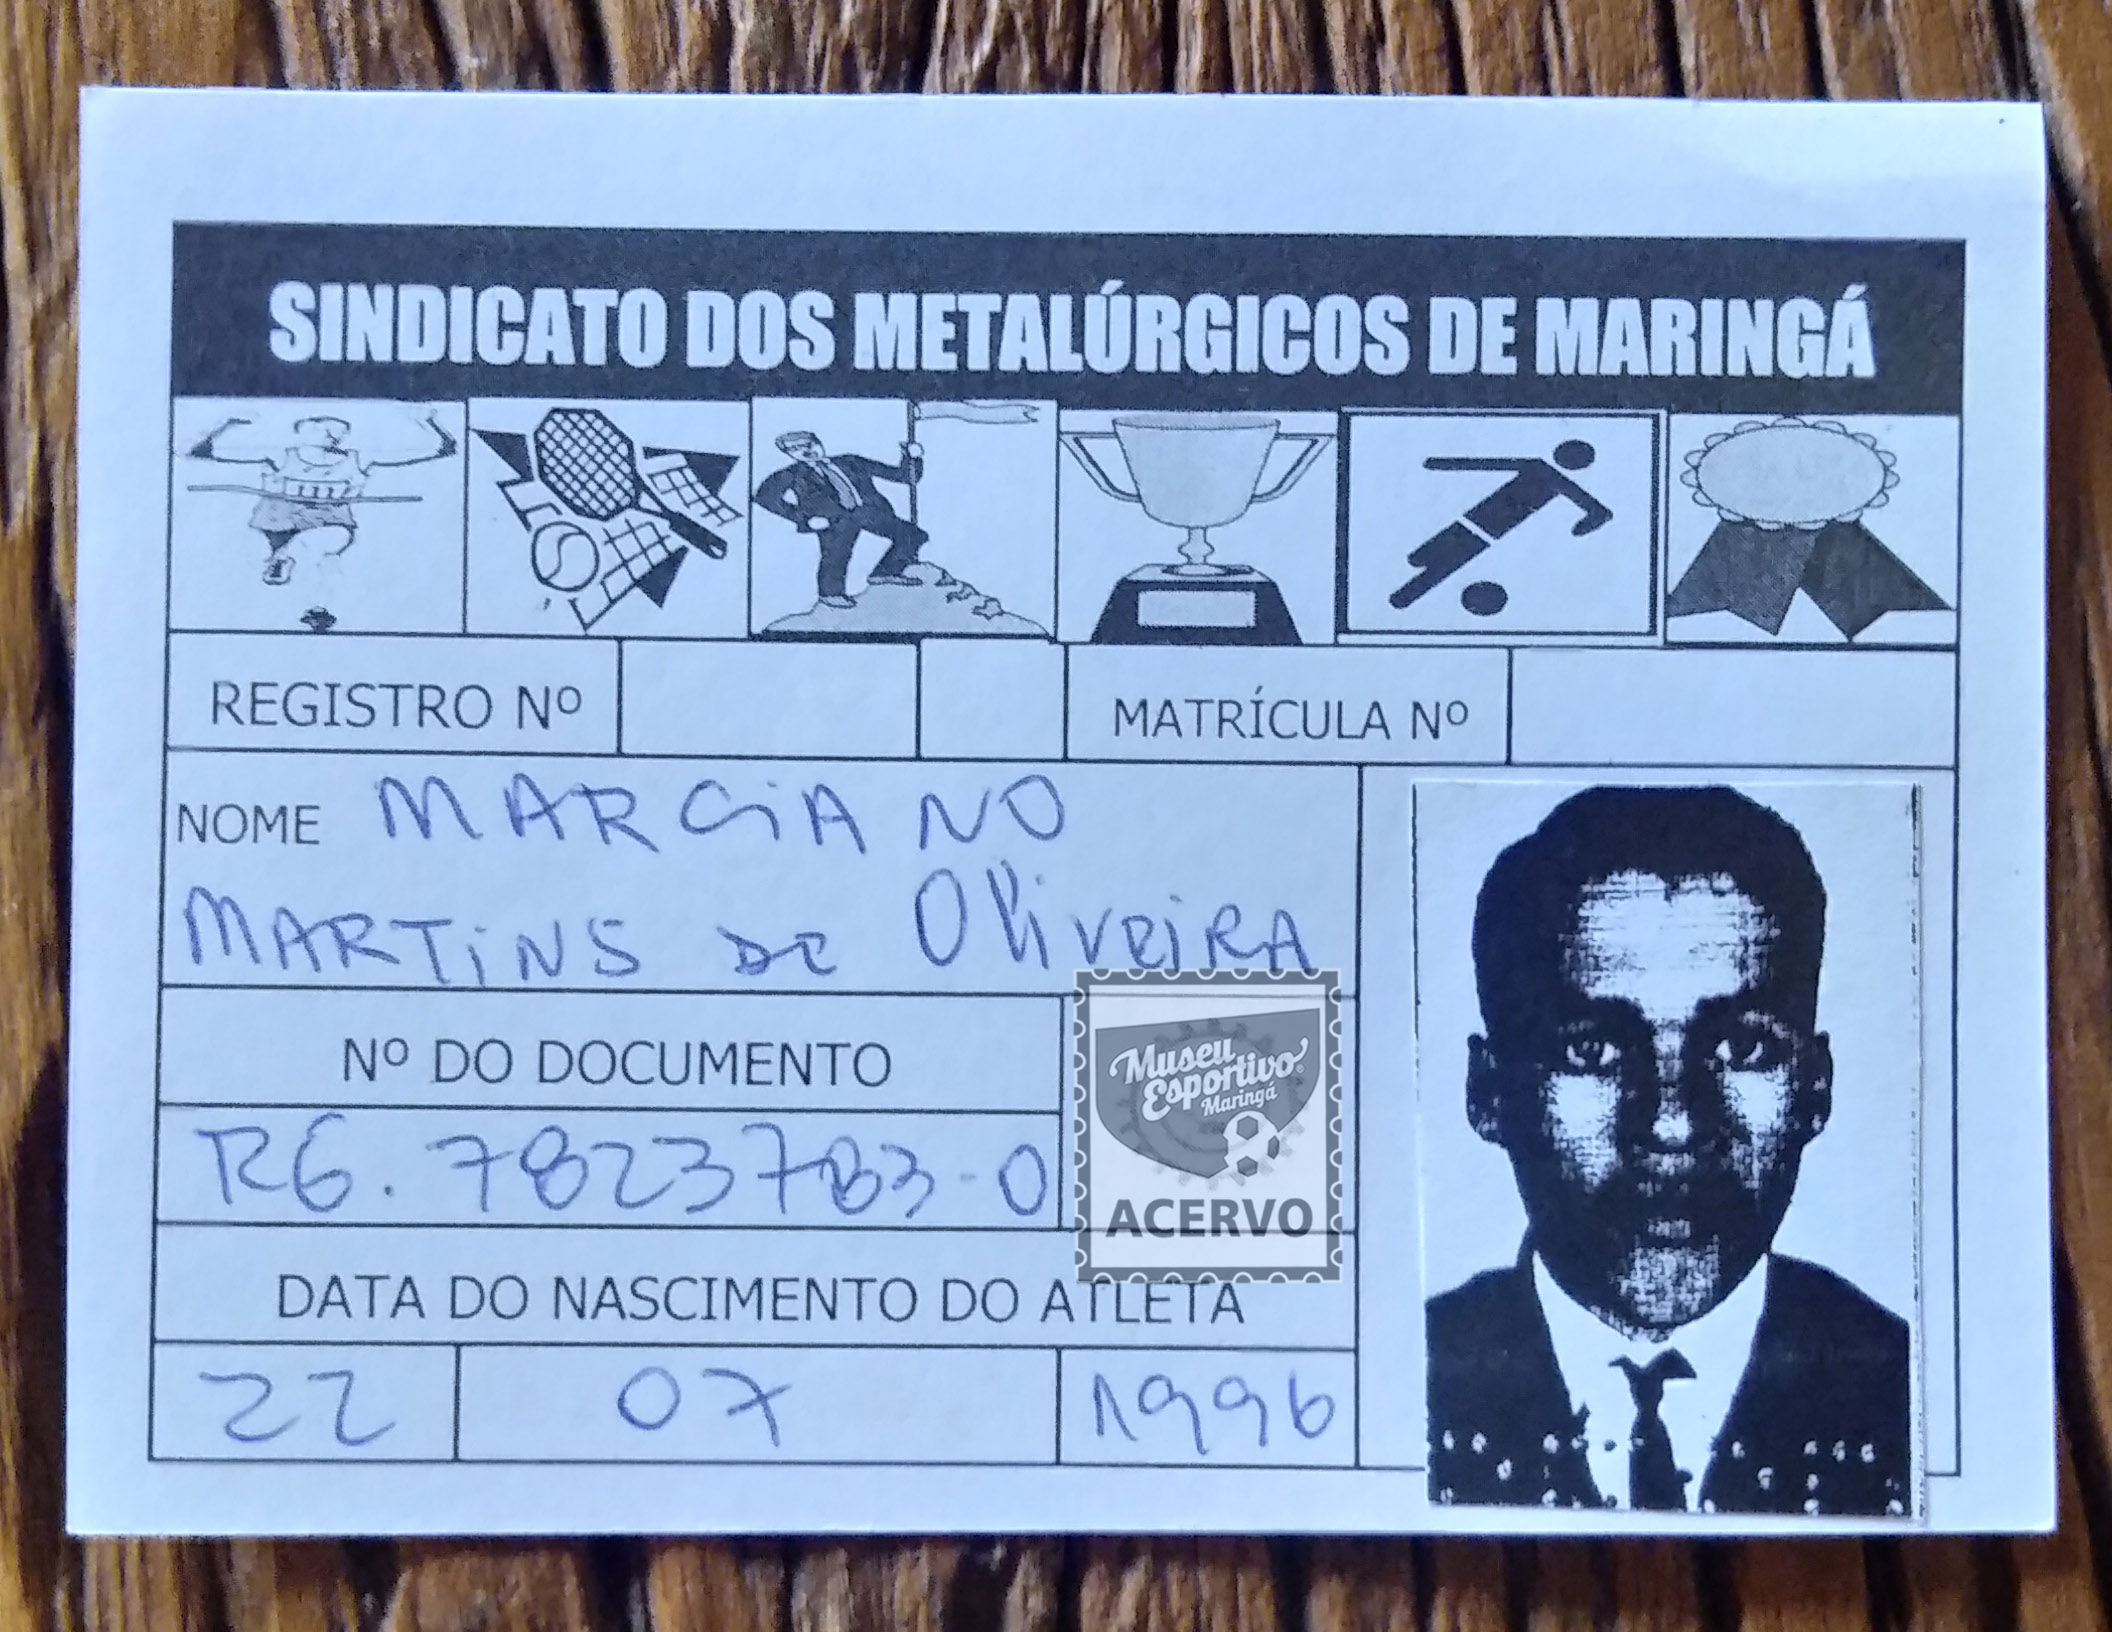 SINDICATO DOS METALÚRGICOS DE MARINGÁ
REGISTRO Nº MATRÍCULA Nº
NOME MARCIANO
MARTINS DE OLIVEIRA
Nº DO DOCUMENTO
RG. 7823783-0
Museu
Esportivo
Maringá
ACERVO
DATA DO NASCIMENTO DO ATLETA
22 07 1996